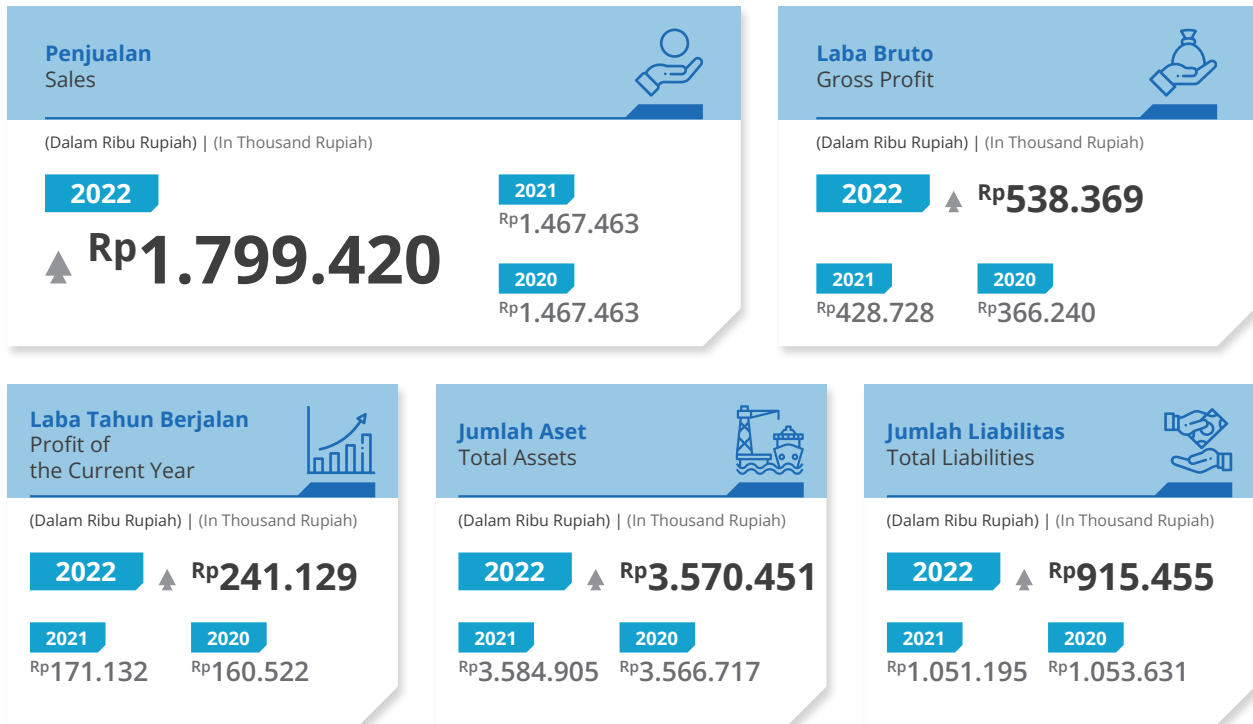 Penjualan
Sales
(Dalam Ribu Rupiah) | (In Thousand Rupiah)
2022
Rp1.799.420
2021
Rp1.467.463
2020
Rp1.467.463
Laba Bruto
Gross Profit
(Dalam Ribu Rupiah) | (In Thousand Rupiah)
2022 Rp538.369
2021 2020
Rp428.728 Rp366.240
Laba Tahun Berjalan
Profit of
the Current Year
(Dalam Ribu Rupiah) | (In Thousand Rupiah)
2022 Rp241.129
2021 2020
Rp171.132 Rp160.522
Jumlah Aset
Total Assets
(Dalam Ribu Rupiah) | (In Thousand Rupiah)
2022 Rp3.570.451
2021 2020
Rp3.584.905 Rp3.566.717
Jumlah Liabilitas
Total Liabilities
(Dalam Ribu Rupiah) | (In Thousand Rupiah)
2022 Rp915.455
2021 2020
Rp1.051.195 Rp1.053.631